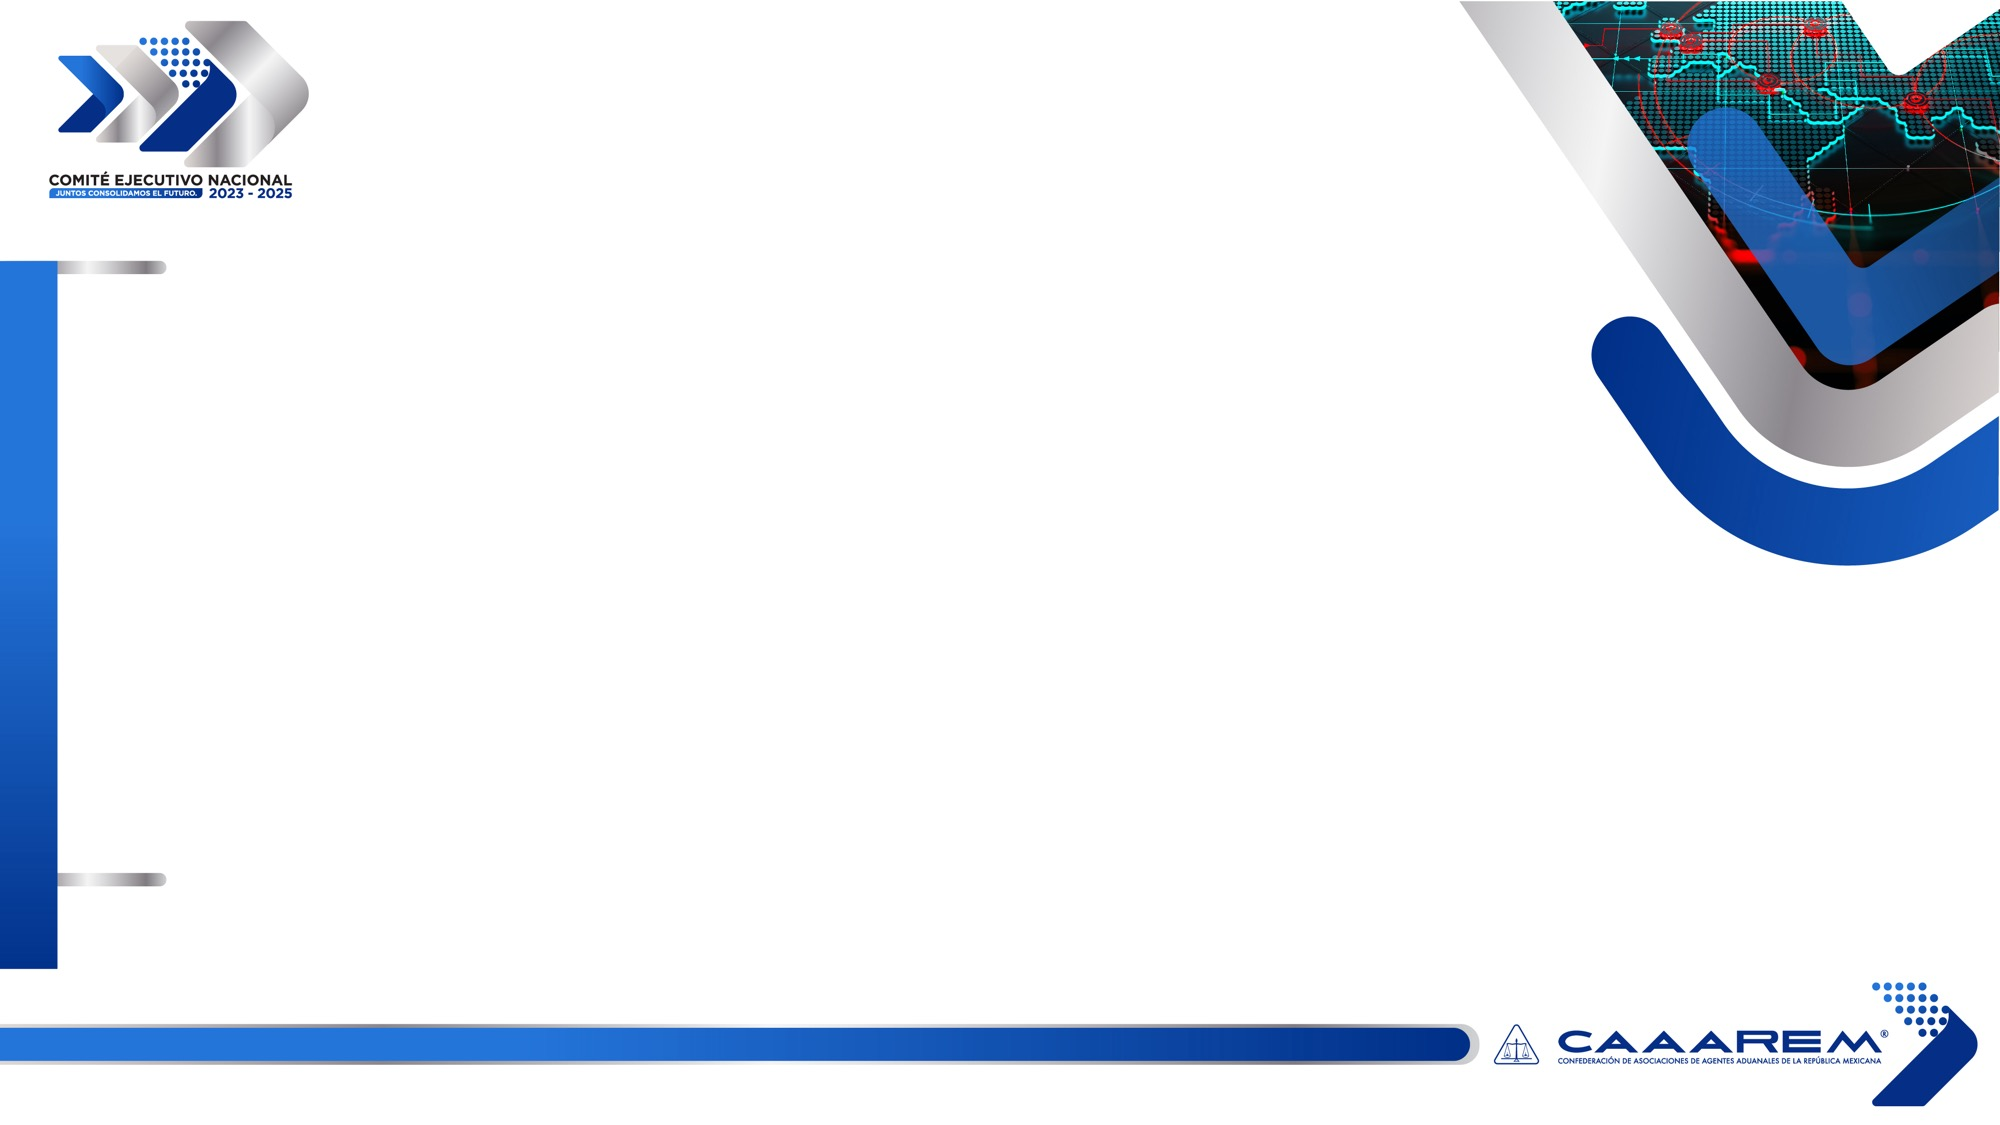 COMITÉ EJECUTIVO NACIONAL
JUNTOS CONSOLIDAMOS EL FUTURO. 2023 - 2025
CAAAREM®
CONFEDERACIÓN DE ASOCIACIONES DE AGENTES ADUANALES DE LA REPÚBLICA MEXICANA